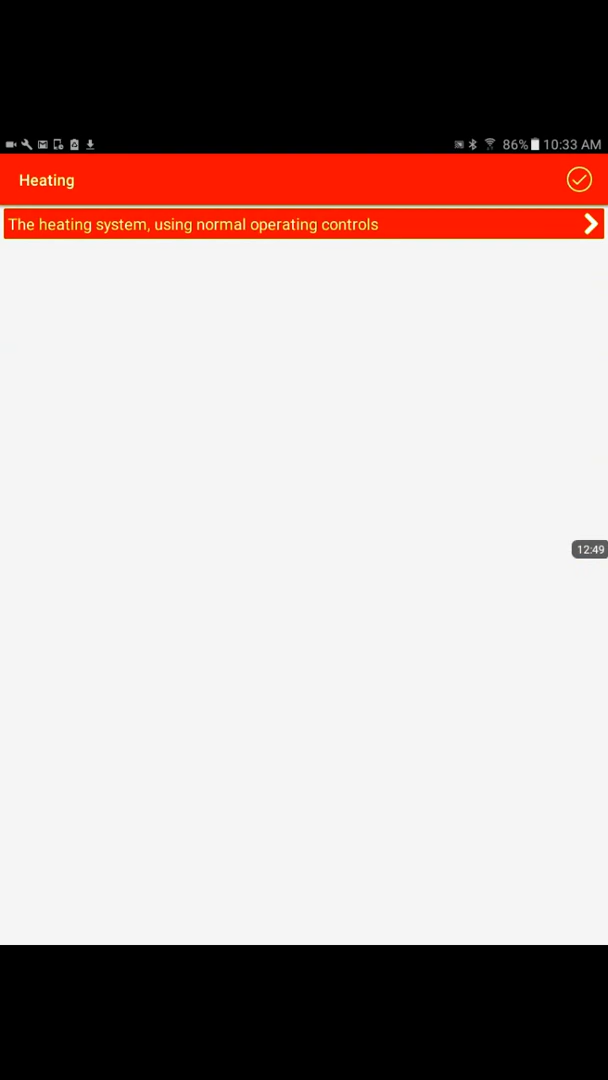 86% 10:33 AM
Heating
The heating system, using normal operating controls
12:49